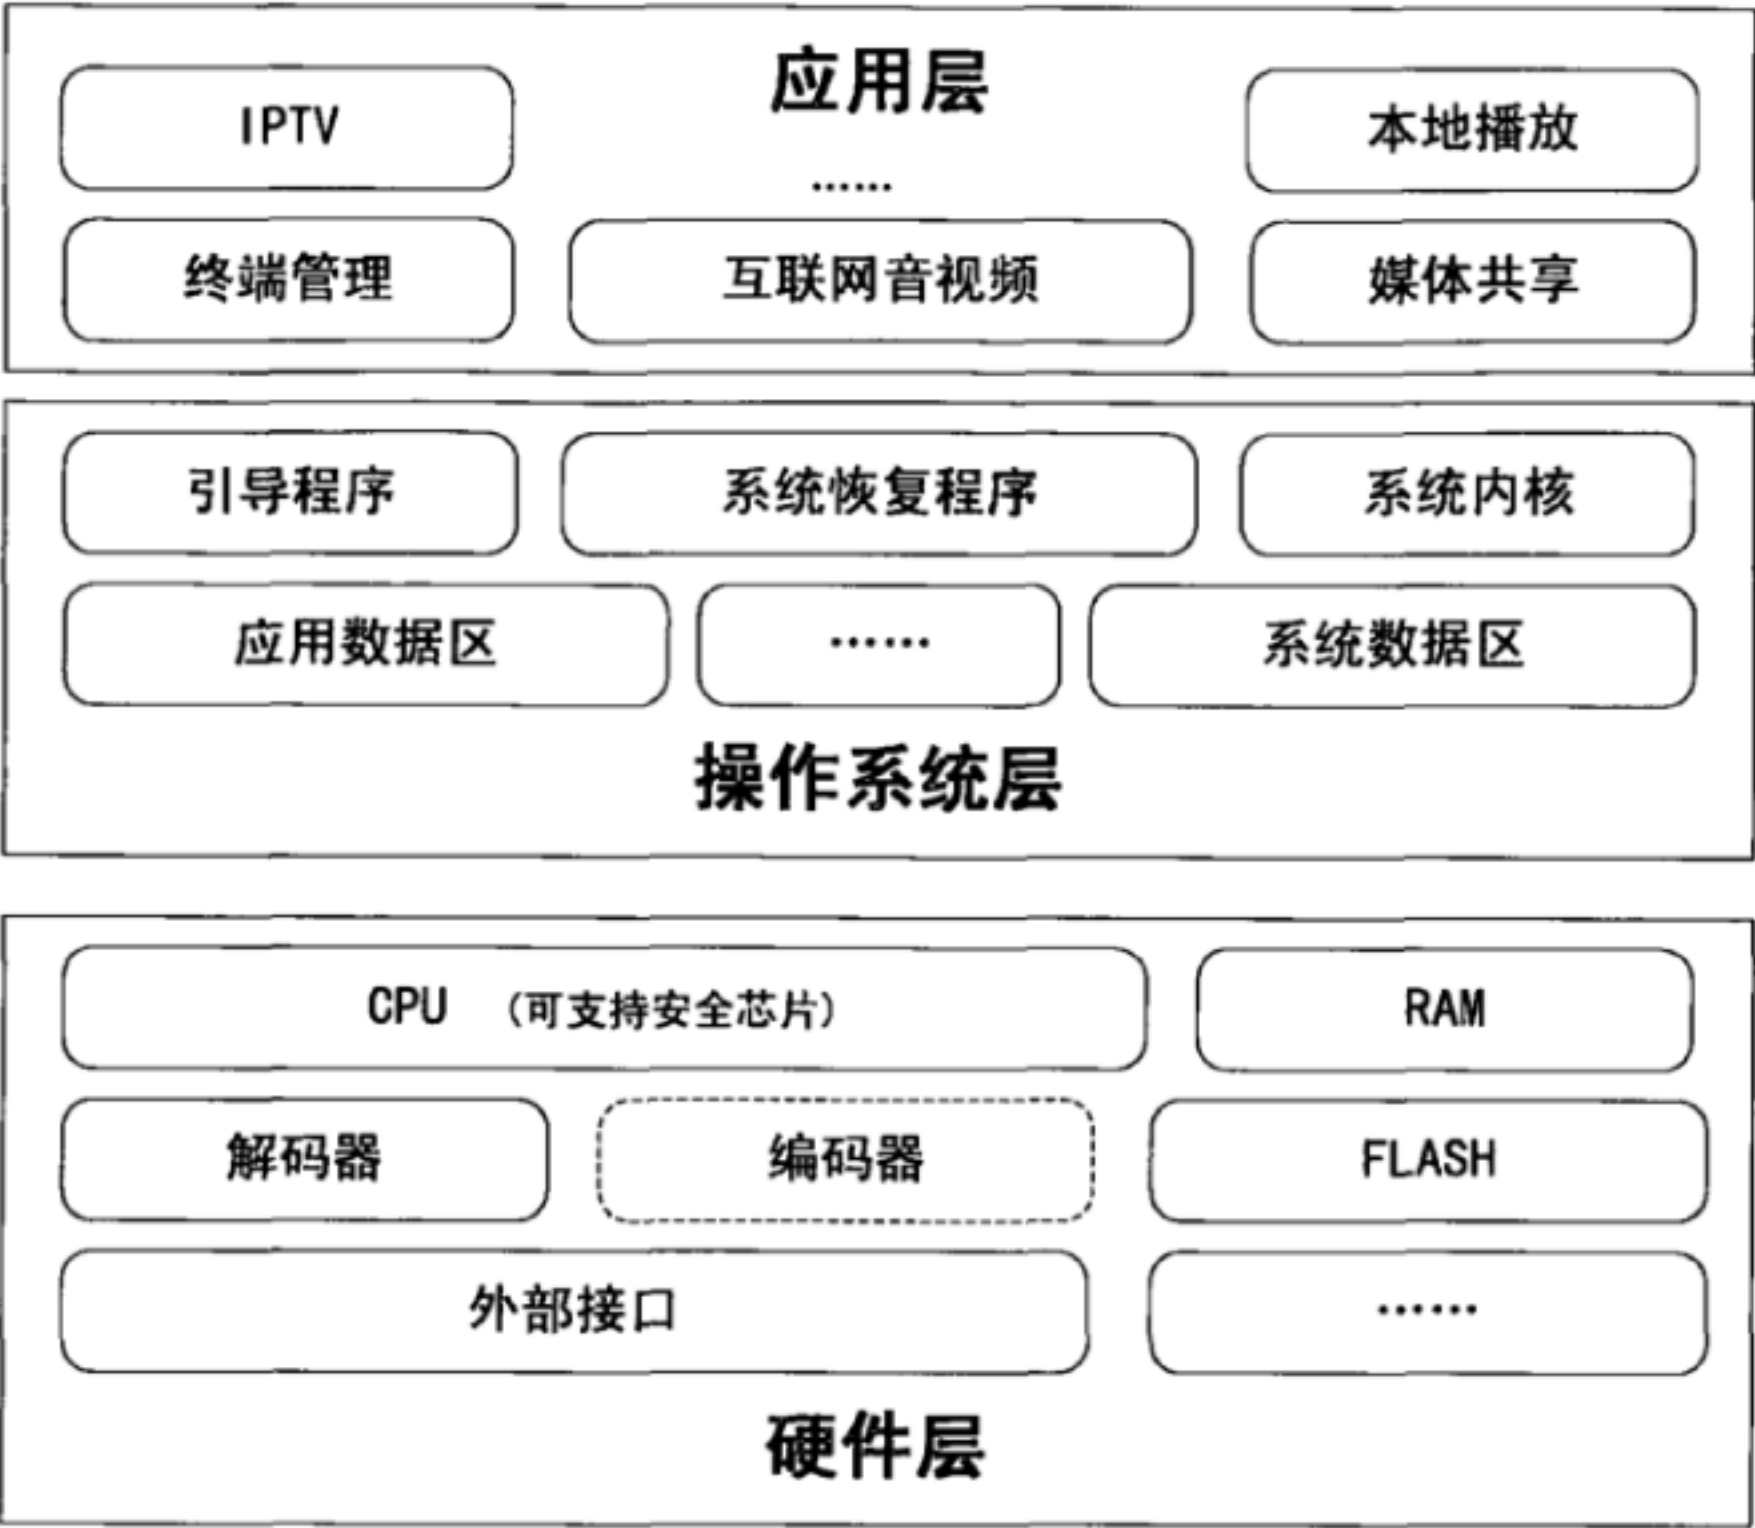 应用层
IPTV
本地播放
……
终端管理
互联网音视频
媒体共享
引导程序
系统恢复程序
系统内核
应用数据区
……
系统数据区
操作系统层
CPU （可支持安全芯片）
RAM
解码器
编码器
FLASH
外部接口
……
硬件层